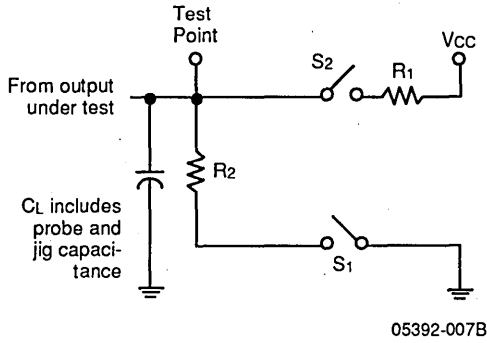 Test
Point
S2
VCC
R1
From output
under test
R2
CL includes
probe and
jig capaci-
tance
S1
05392-007B